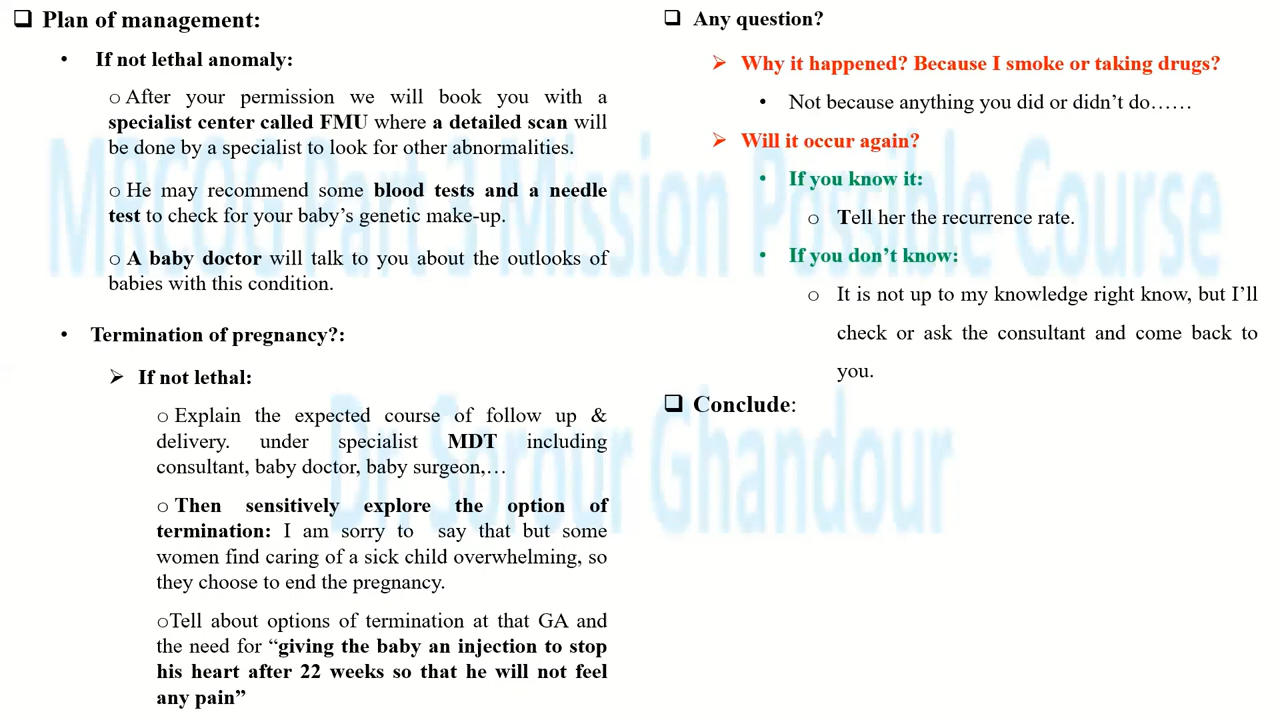 ❑ Plan of management:
• If not lethal anomaly:
o After your permission we will book you with a
specialist center called FMU where a detailed scan will
be done by a specialist to look for other abnormalities.
o He may recommend some blood tests and a needle
test to check for your baby’s genetic make-up.
o A baby doctor will talk to you about the outlooks of
babies with this condition.
• Termination of pregnancy?:
➢ If not lethal:
o Explain the expected course of follow up &
delivery. under specialist MDT including
consultant, baby doctor, baby surgeon,…
o Then sensitively explore the option of
termination: I am sorry to say that but some
women find caring of a sick child overwhelming, so
they choose to end the pregnancy.
oTell about options of termination at that GA and
the need for “giving the baby an injection to stop
his heart after 22 weeks so that he will not feel
any pain”
❑ Any question?
➢ Why it happened? Because I smoke or taking drugs?
• Not because anything you did or didn’t do……
➢ Will it occur again?
• If you know it:
o Tell her the recurrence rate.
• If you don’t know:
o It is not up to my knowledge right know, but I’ll
check or ask the consultant and come back to
you.
❑ Conclude:
MRCOG Part 3 Mission Possible Course
Dr. Sorour Ghandour